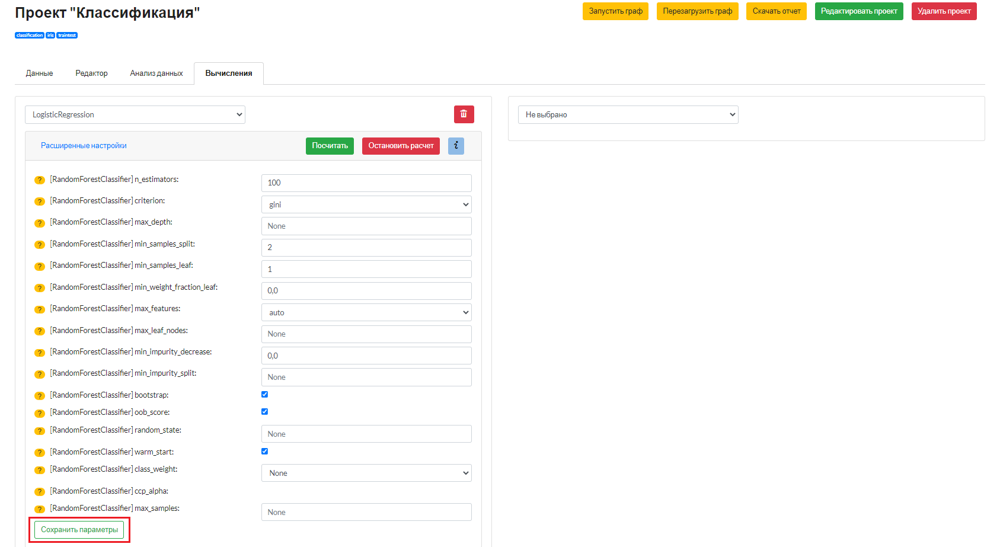 Проект "Классификация"
Запустить граф
Перезагрузить граф
Скачать отчет
Редактировать проект
Удалить проект
classification
iris
traintest
Данные
Редактор
Анализ данных
Вычисления
LogisticRegression
Не выбрано
Расширенные настройки
Посчитать
Остановить расчет
i
? [RandomForestClassifier] n_estimators: 100
? [RandomForestClassifier] criterion: gini
? [RandomForestClassifier] max_depth: None
? [RandomForestClassifier] min_samples_split: 2
? [RandomForestClassifier] min_samples_leaf: 1
? [RandomForestClassifier] min_weight_fraction_leaf: 0,0
? [RandomForestClassifier] max_features: auto
? [RandomForestClassifier] max_leaf_nodes: None
? [RandomForestClassifier] min_impurity_decrease: 0,0
? [RandomForestClassifier] min_impurity_split: None
? [RandomForestClassifier] bootstrap:
? [RandomForestClassifier] oob_score:
? [RandomForestClassifier] random_state: None
? [RandomForestClassifier] warm_start:
? [RandomForestClassifier] class_weight: None
? [RandomForestClassifier] ccp_alpha:
? [RandomForestClassifier] max_samples: None
Сохранить параметры